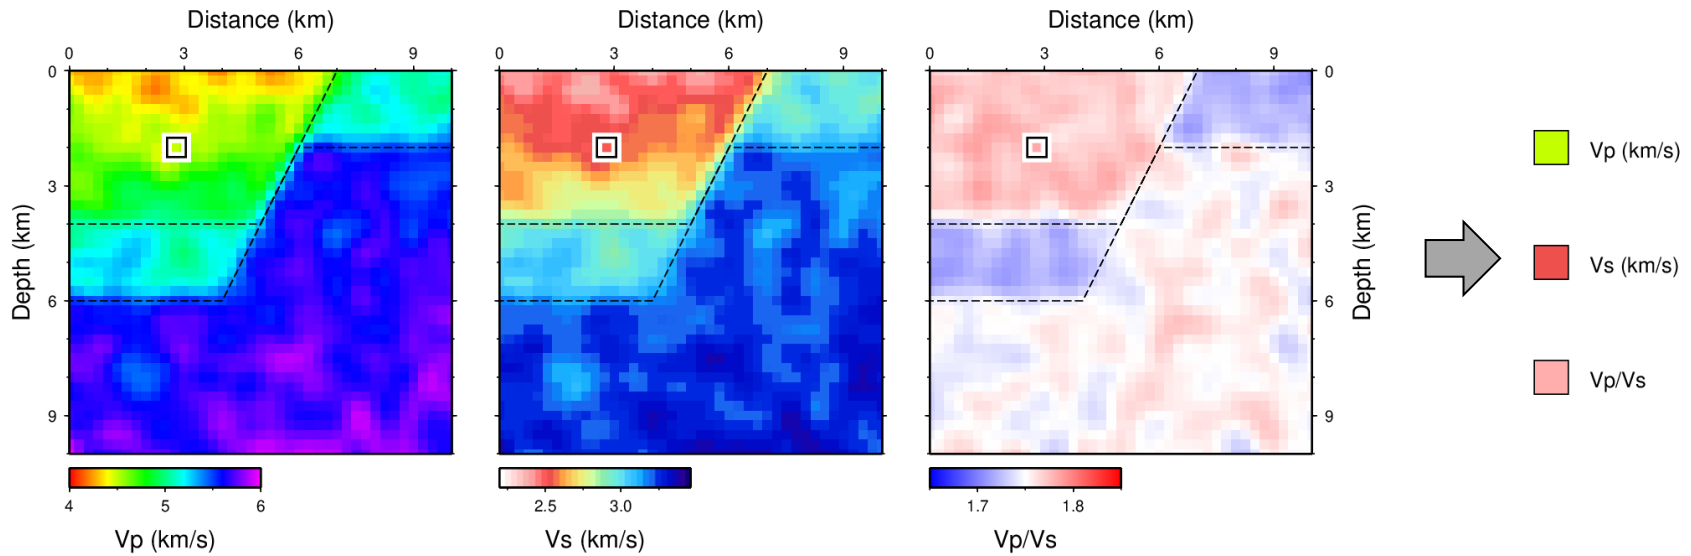 Distance (km) Distance (km) Distance (km)
0 3 6 9 0 3 6 9 0 3 6 9
0 0
3 3
6 6
9 9
Depth (km) Depth (km)
Vp (km/s)
Vs (km/s)
Vp/Vs
4 5 6 2.5 3.0 1.7 1.8
Vp (km/s) Vs (km/s) Vp/Vs